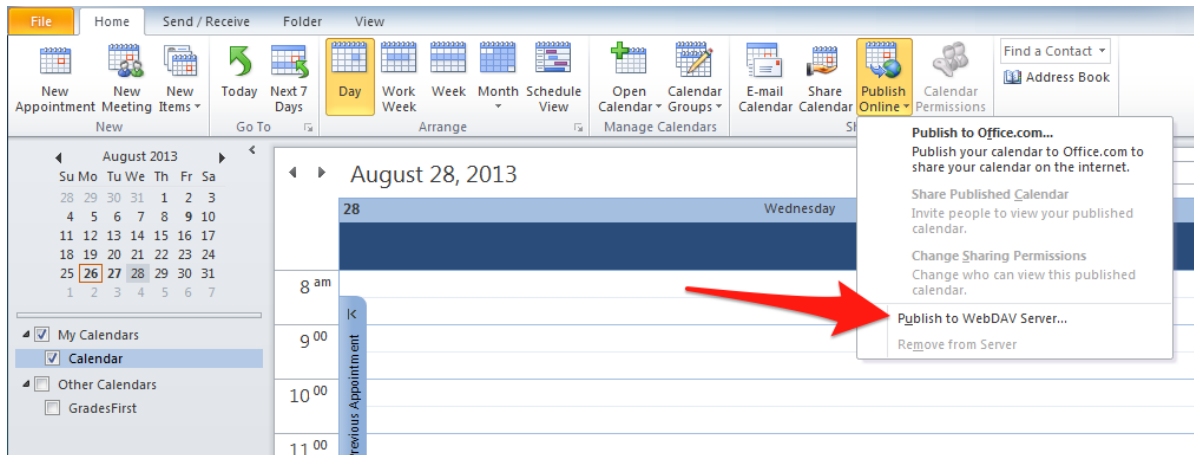 File Home Send / Receive Folder View
New Appointment
New Meeting
New Items
Today
Next 7 Days
Day
Work Week
Week
Month
Schedule View
Open Calendar
Calendar Groups
E-mail Calendar
Share Calendar
Publish Online
Calendar Permissions
Find a Contact
Address Book
New
Go To
Arrange
Manage Calendars
August 2013
Su Mo Tu We Th Fr Sa
28 29 30 31 1 2 3
4 5 6 7 8 9 10
11 12 13 14 15 16 17
18 19 20 21 22 23 24
25 26 27 28 29 30 31
1 2 3 4 5 6 7
My Calendars
Calendar
Other Calendars
GradesFirst
August 28, 2013
28 Wednesday
8 am
9 00
10 00
11 00
Previous Appointment
Publish to Office.com...
Publish your calendar to Office.com to
share your calendar on the internet.
Share Published Calendar
Invite people to view your published
calendar.
Change Sharing Permissions
Change who can view this published
calendar.
Publish to WebDAV Server...
Remove from Server